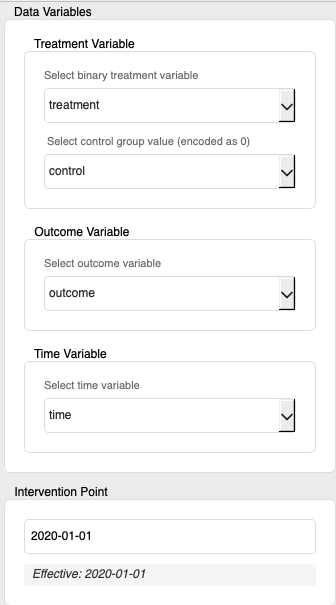 Data Variables
Treatment Variable
Select binary treatment variable
treatment
Select control group value (encoded as 0)
control
Outcome Variable
Select outcome variable
outcome
Time Variable
Select time variable
time
Intervention Point
2020-01-01
Effective: 2020-01-01